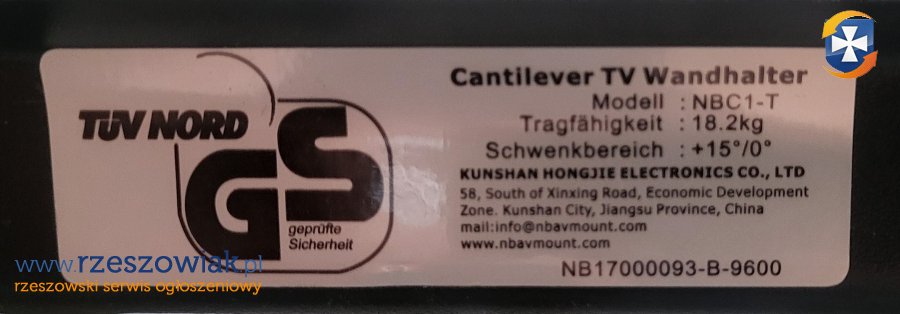 TÜV NORD
GS
geprüfte
Sicherheit
Cantilever TV Wandhalter
Modell : NBC1-T
Tragfähigkeit : 18.2kg
Schwenkbereich : +15°/0°
KUNSHAN HONGJIE ELECTRONICS CO., LTD
58, South of Xinxing Road, Economic Development
Zone. Kunshan City, Jiangsu Province, China
mail:info@nbavmount.com
www.nbavmount.com
NB17000093-B-9600
www.rzeszowiak.pl
rzeszowski serwis ogłoszeniowy